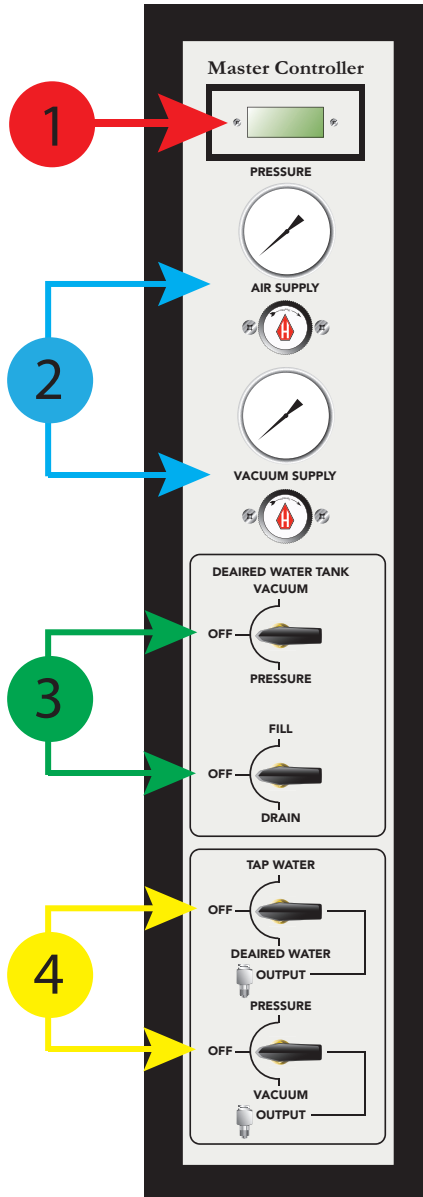 Master Controller
1
PRESSURE
AIR SUPPLY
H
2
VACUUM SUPPLY
H
DEAIRED WATER TANK
VACUUM
OFF
PRESSURE
3
FILL
OFF
DRAIN
TAP WATER
OFF
DEAIRED WATER
OUTPUT
4
PRESSURE
OFF
VACUUM
OUTPUT